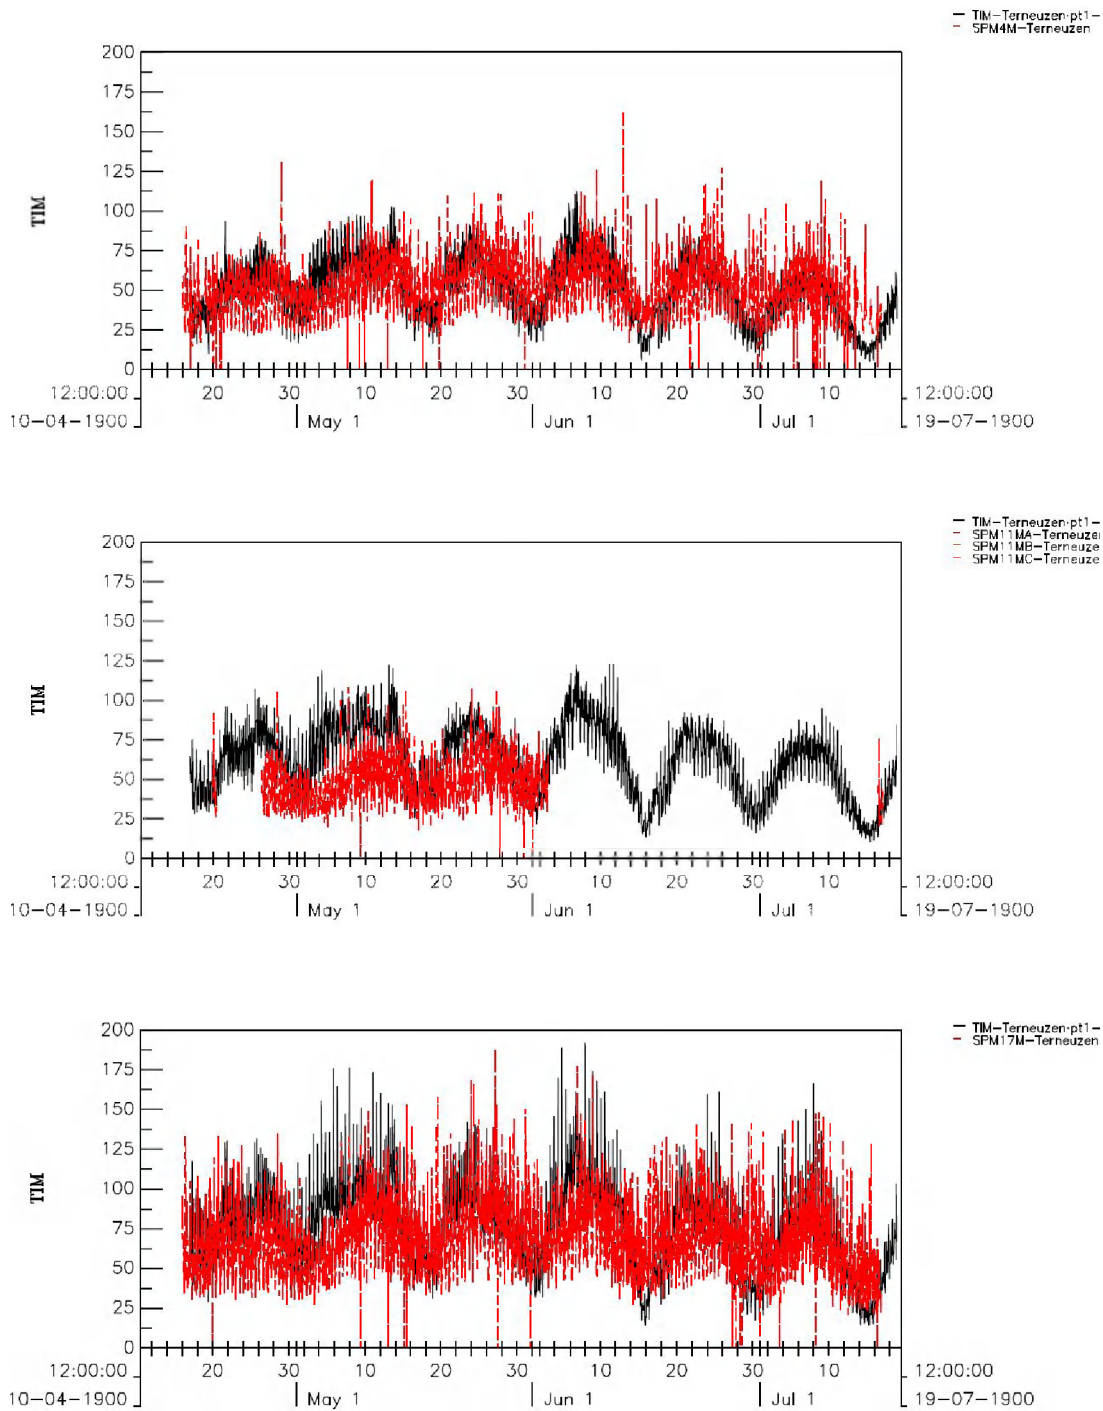 TIM–Terneuzen·pt1–
SPM4M–Terneuzen
200
175
150
125
100
75
50
25
0
TIM
20 30 10 20 30 10 20 30 10
12:00:00 12:00:00
10–04–1900 May 1 Jun 1 Jul 1 19–07–1900
TIM–Terneuzen·pt1–
SPM11MA–Terneuze
SPM11MB–Terneuze
SPM11MC–Terneuze
200
175
150
125
100
75
50
25
0
TIM
20 30 10 20 30 10 20 30 10
12:00:00 12:00:00
10–04–1900 May 1 Jun 1 Jul 1 19–07–1900
TIM–Terneuzen·pt1–
SPM17M–Terneuzen
200
175
150
125
100
75
50
25
0
TIM
20 30 10 20 30 10 20 30 10
12:00:00 12:00:00
10–04–1900 May 1 Jun 1 Jul 1 19–07–1900